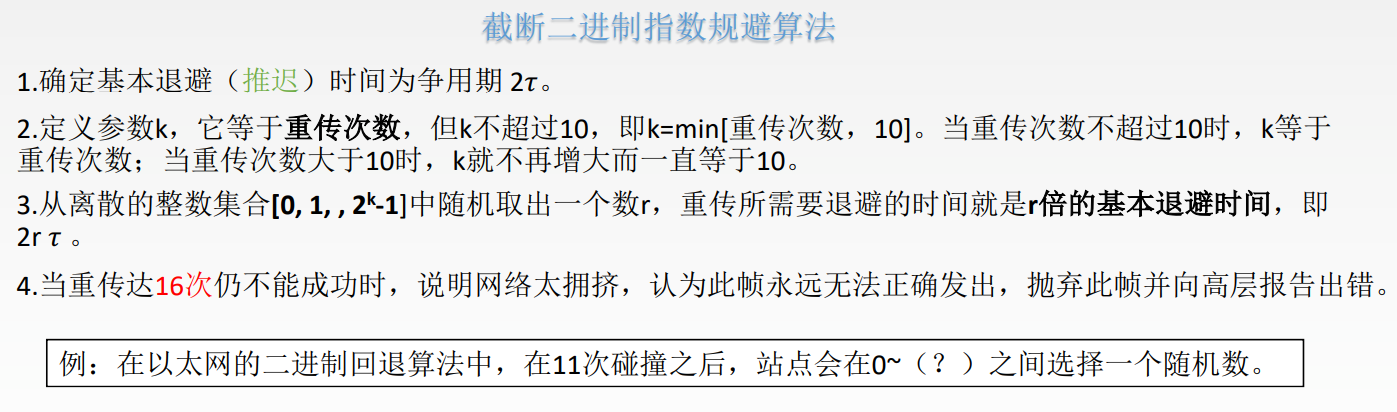 截断二进制指数规避算法
1.确定基本退避（推迟）时间为争用期 2τ。
2.定义参数k，它等于重传次数，但k不超过10，即k=min[重传次数，10]。当重传次数不超过10时，k等于
重传次数；当重传次数大于10时，k就不再增大而一直等于10。
3.从离散的整数集合[0, 1, , 2ᵏ-1]中随机取出一个数r，重传所需要退避的时间就是r倍的基本退避时间，即
2r τ 。
4.当重传达16次仍不能成功时，说明网络太拥挤，认为此帧永远无法正确发出，抛弃此帧并向高层报告出错。
例：在以太网的二进制回退算法中，在11次碰撞之后，站点会在0~（？）之间选择一个随机数。